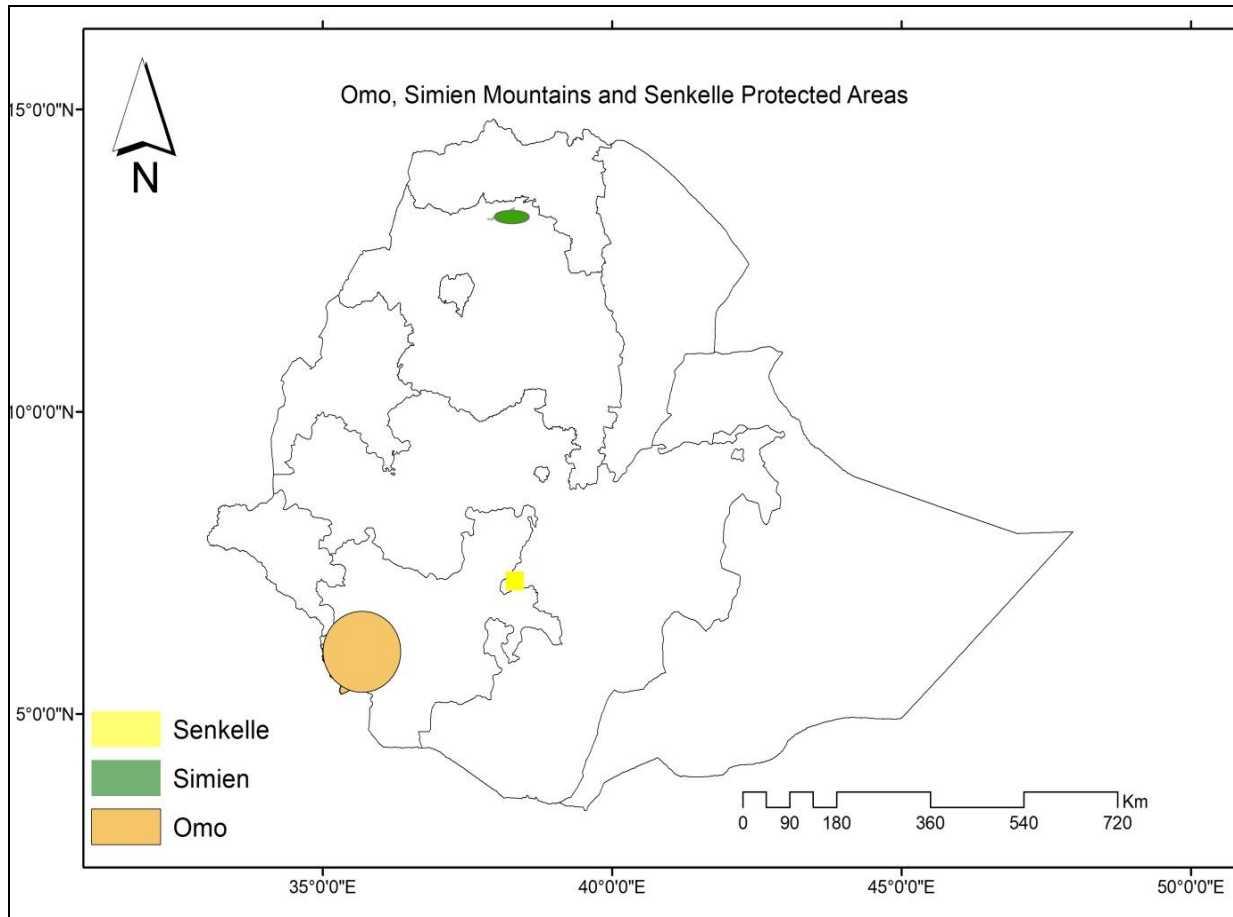 Omo, Simien Mountains and Senkelle Protected Areas
N
15°0'0"N
10°0'0"N
5°0'0"N
Senkelle
Simien
Omo
Km
0 90 180 360 540 720
35°0'0"E 40°0'0"E 45°0'0"E 50°0'0"E